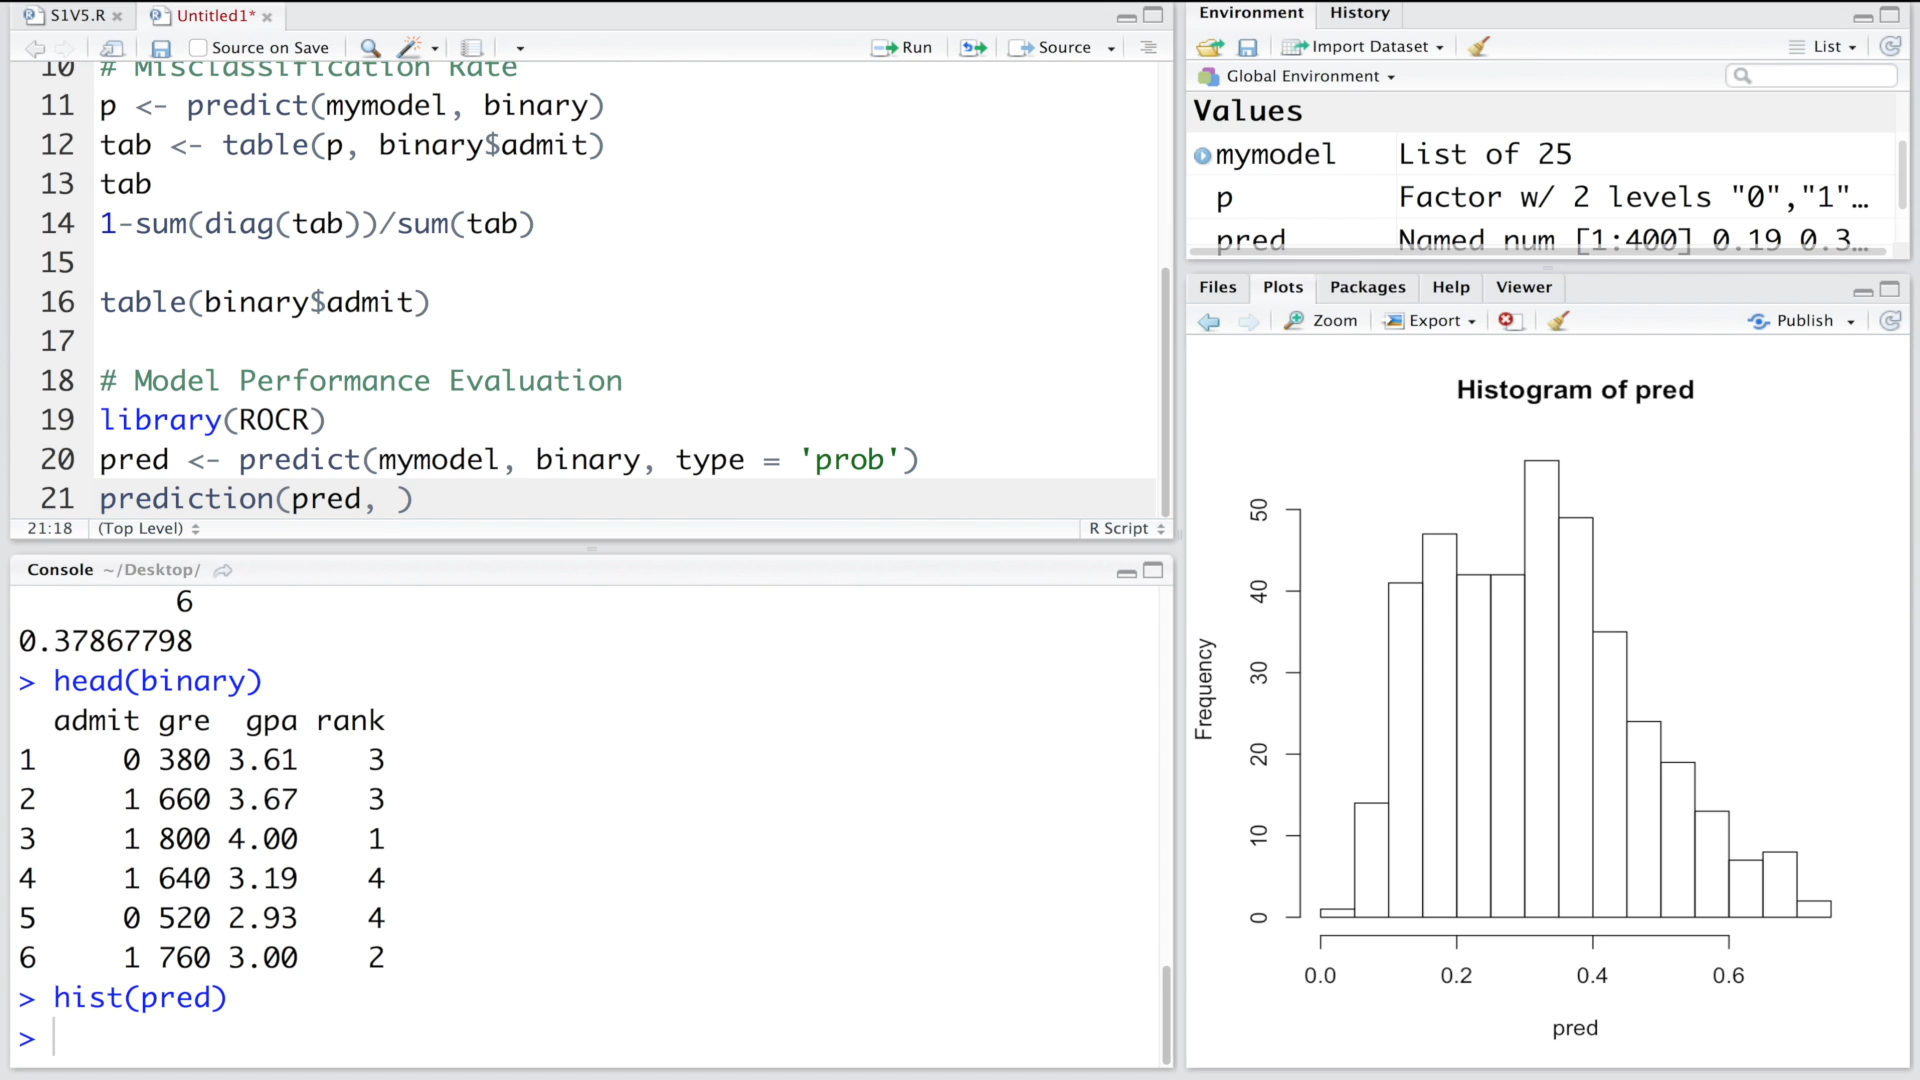 S1V5.R
Untitled1*
Source on Save
Run
Source
10 # Misclassification Rate
11 p <- predict(mymodel, binary)
12 tab <- table(p, binary$admit)
13 tab
14 1-sum(diag(tab))/sum(tab)
15
16 table(binary$admit)
17
18 # Model Performance Evaluation
19 library(ROCR)
20 pred <- predict(mymodel, binary, type = 'prob')
21 prediction(pred, )
21:18 (Top Level) R Script
Console ~/Desktop/
6
0.37867798
> head(binary)
admit gre gpa rank
1 0 380 3.61 3
2 1 660 3.67 3
3 1 800 4.00 1
4 1 640 3.19 4
5 0 520 2.93 4
6 1 760 3.00 2
> hist(pred)
>
Environment History
Import Dataset List
Global Environment
Values
mymodel List of 25
p Factor w/ 2 levels "0","1"…
pred Named num [1:400] 0.19 0.3…
Files Plots Packages Help Viewer
Zoom Export Publish
Histogram of pred
Frequency
50
40
30
20
10
0
0.0 0.2 0.4 0.6
pred